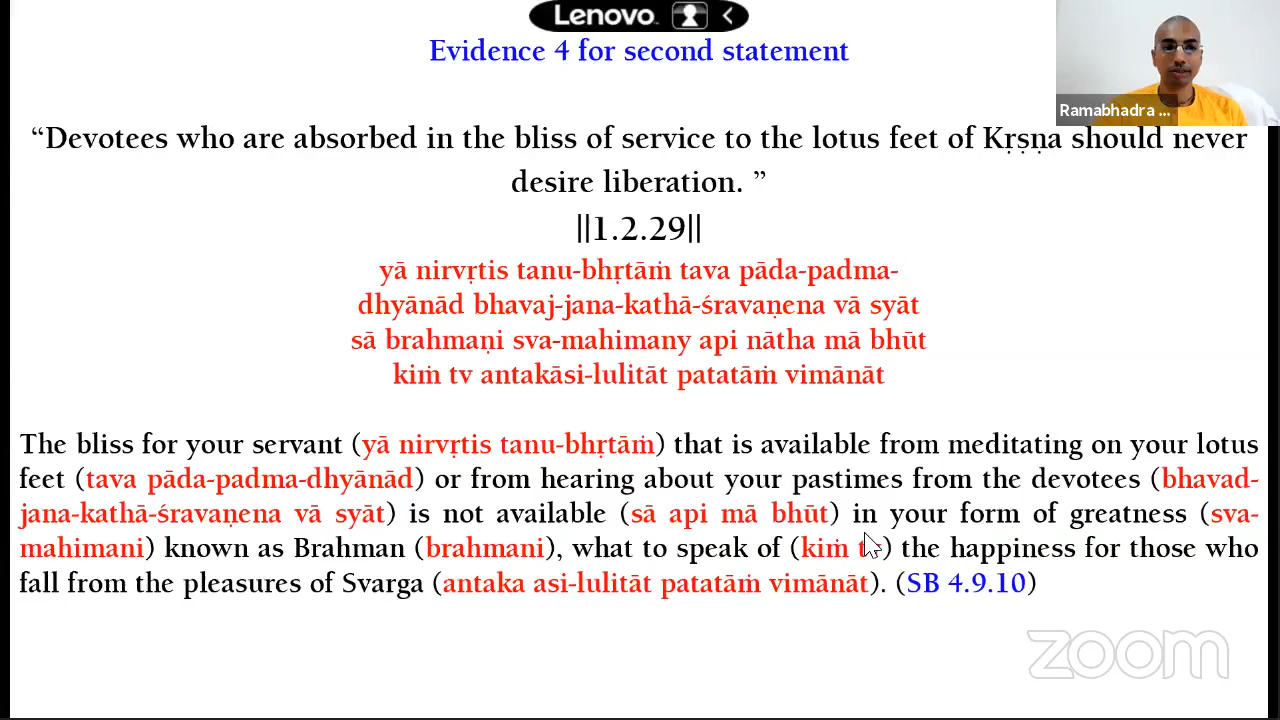 Lenovo.
Evidence 4 for second statement
Ramabhadra ...
“Devotees who are absorbed in the bliss of service to the lotus feet of Kṛṣṇa should never
desire liberation. ”
||1.2.29||
yā nirvṛtis tanu-bhṛtāṁ tava pāda-padma-
dhyānād bhavaj-jana-kathā-śravaṇena vā syāt
sā brahmaṇi sva-mahimany api nātha mā bhūt
kiṁ tv antakāsi-lulitāt patatāṁ vimānāt
The bliss for your servant (yā nirvṛtis tanu-bhṛtāṁ) that is available from meditating on your lotus
feet (tava pāda-padma-dhyānād) or from hearing about your pastimes from the devotees (bhavad-
jana-kathā-śravaṇena vā syāt) is not available (sā api mā bhūt) in your form of greatness (sva-
mahimani) known as Brahman (brahmani), what to speak of (kiṁ) the happiness for those who
fall from the pleasures of Svarga (antaka asi-lulitāt patatāṁ vimānāt). (SB 4.9.10)
zoom